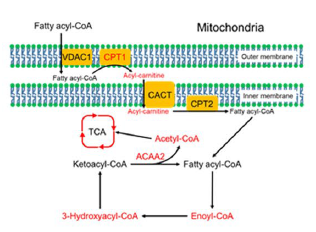 Fatty acyl-CoA
Mitochondria
VDAC1
CPT1
Outer membrane
Fatty acyl-CoA
Acyl-carnitine
CACT
CPT2
Inner membrane
Acyl-carnitine
Fatty acyl-CoA
TCA
Acetyl-CoA
Ketoacyl-CoA
ACAA2
Fatty acyl-CoA
3-Hydroxyacyl-CoA
Enoyl-CoA